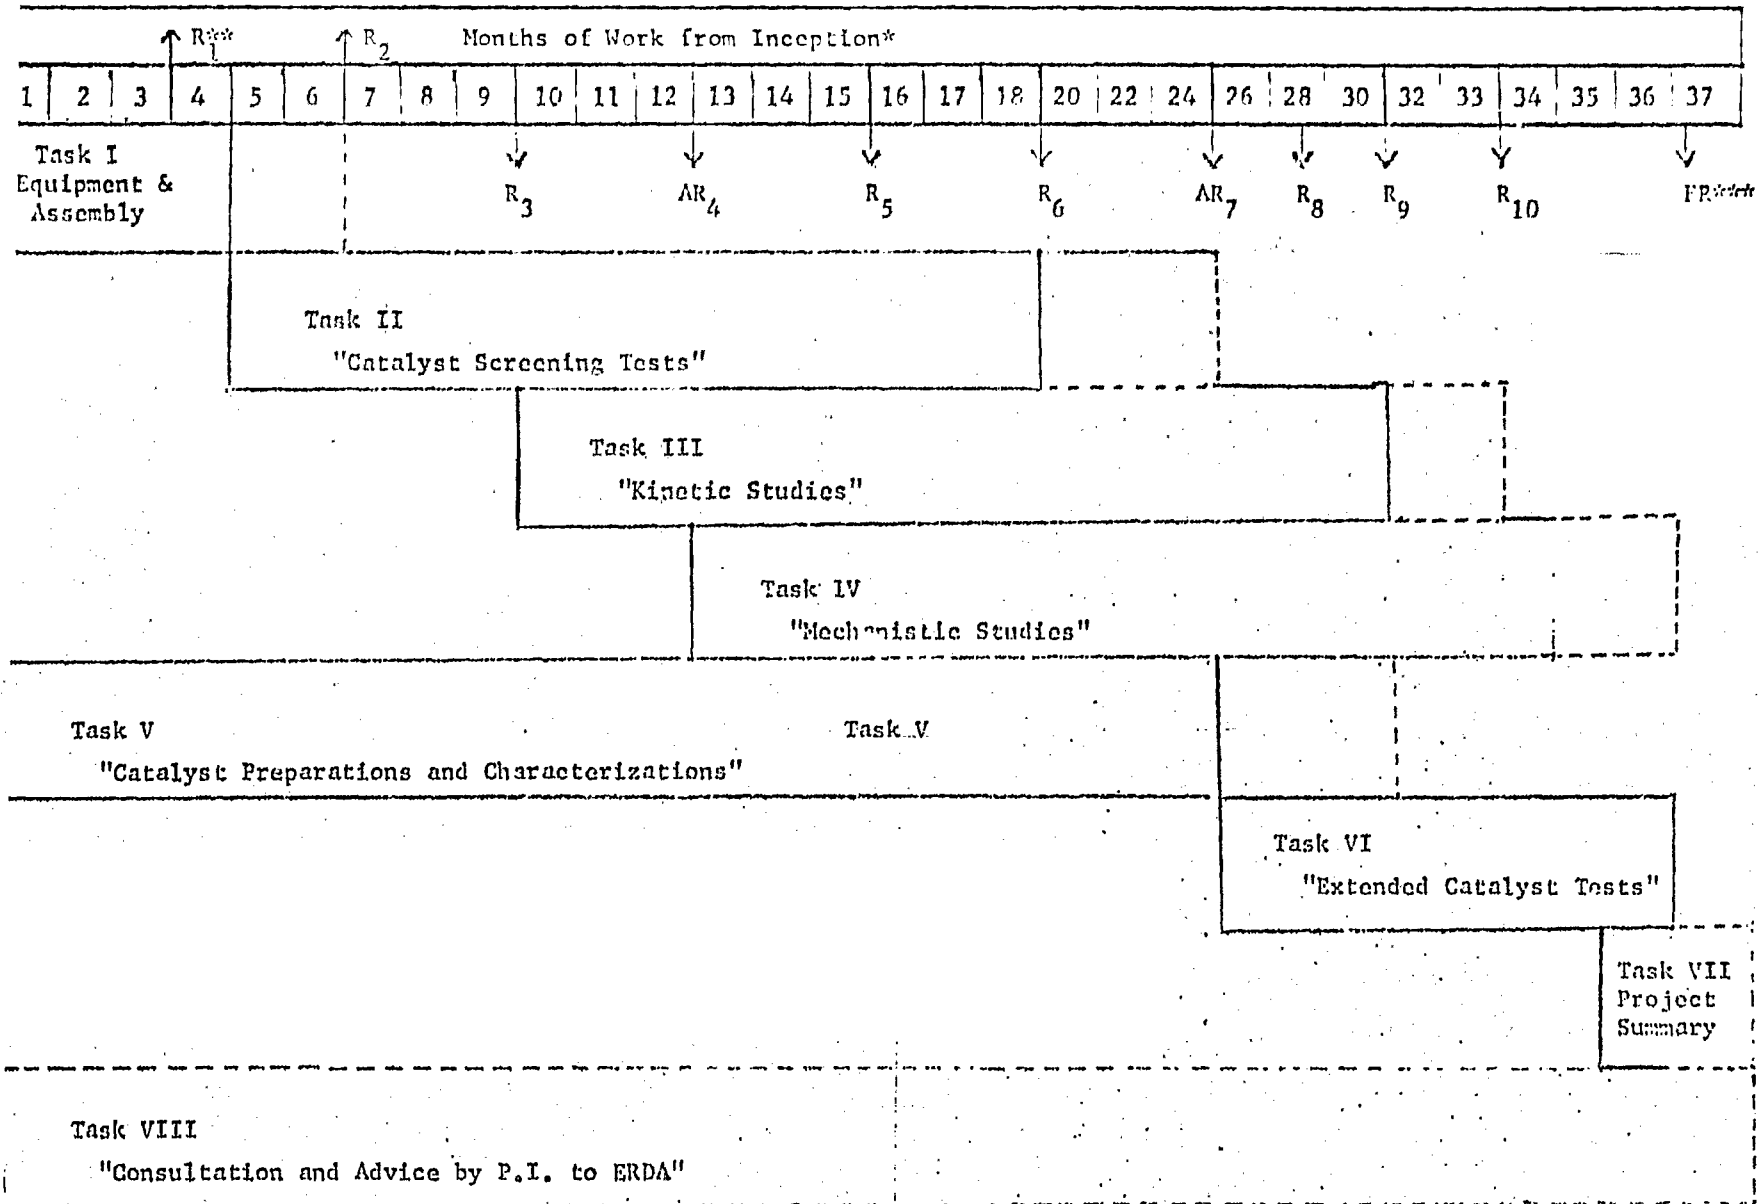 R₁** R₂ Months of Work from Inception*
1 2 3 4 5 6 7 8 9 10 11 12 13 14 15 16 17 18 20 22 24 26 28 30 32 33 34 35 36 37
Task I
Equipment &
Assembly
R₃ AR₄ R₅ R₆ AR₇ R₈ R₉ R₁₀ FR***
Task II
"Catalyst Screening Tests"
Task III
"Kinetic Studies"
Task IV
"Mechanistic Studies"
Task V Task V
"Catalyst Preparations and Characterizations"
Task VI
"Extended Catalyst Tests"
Task VII
Project
Summary
Task VIII
"Consultation and Advice by P.I. to ERDA"